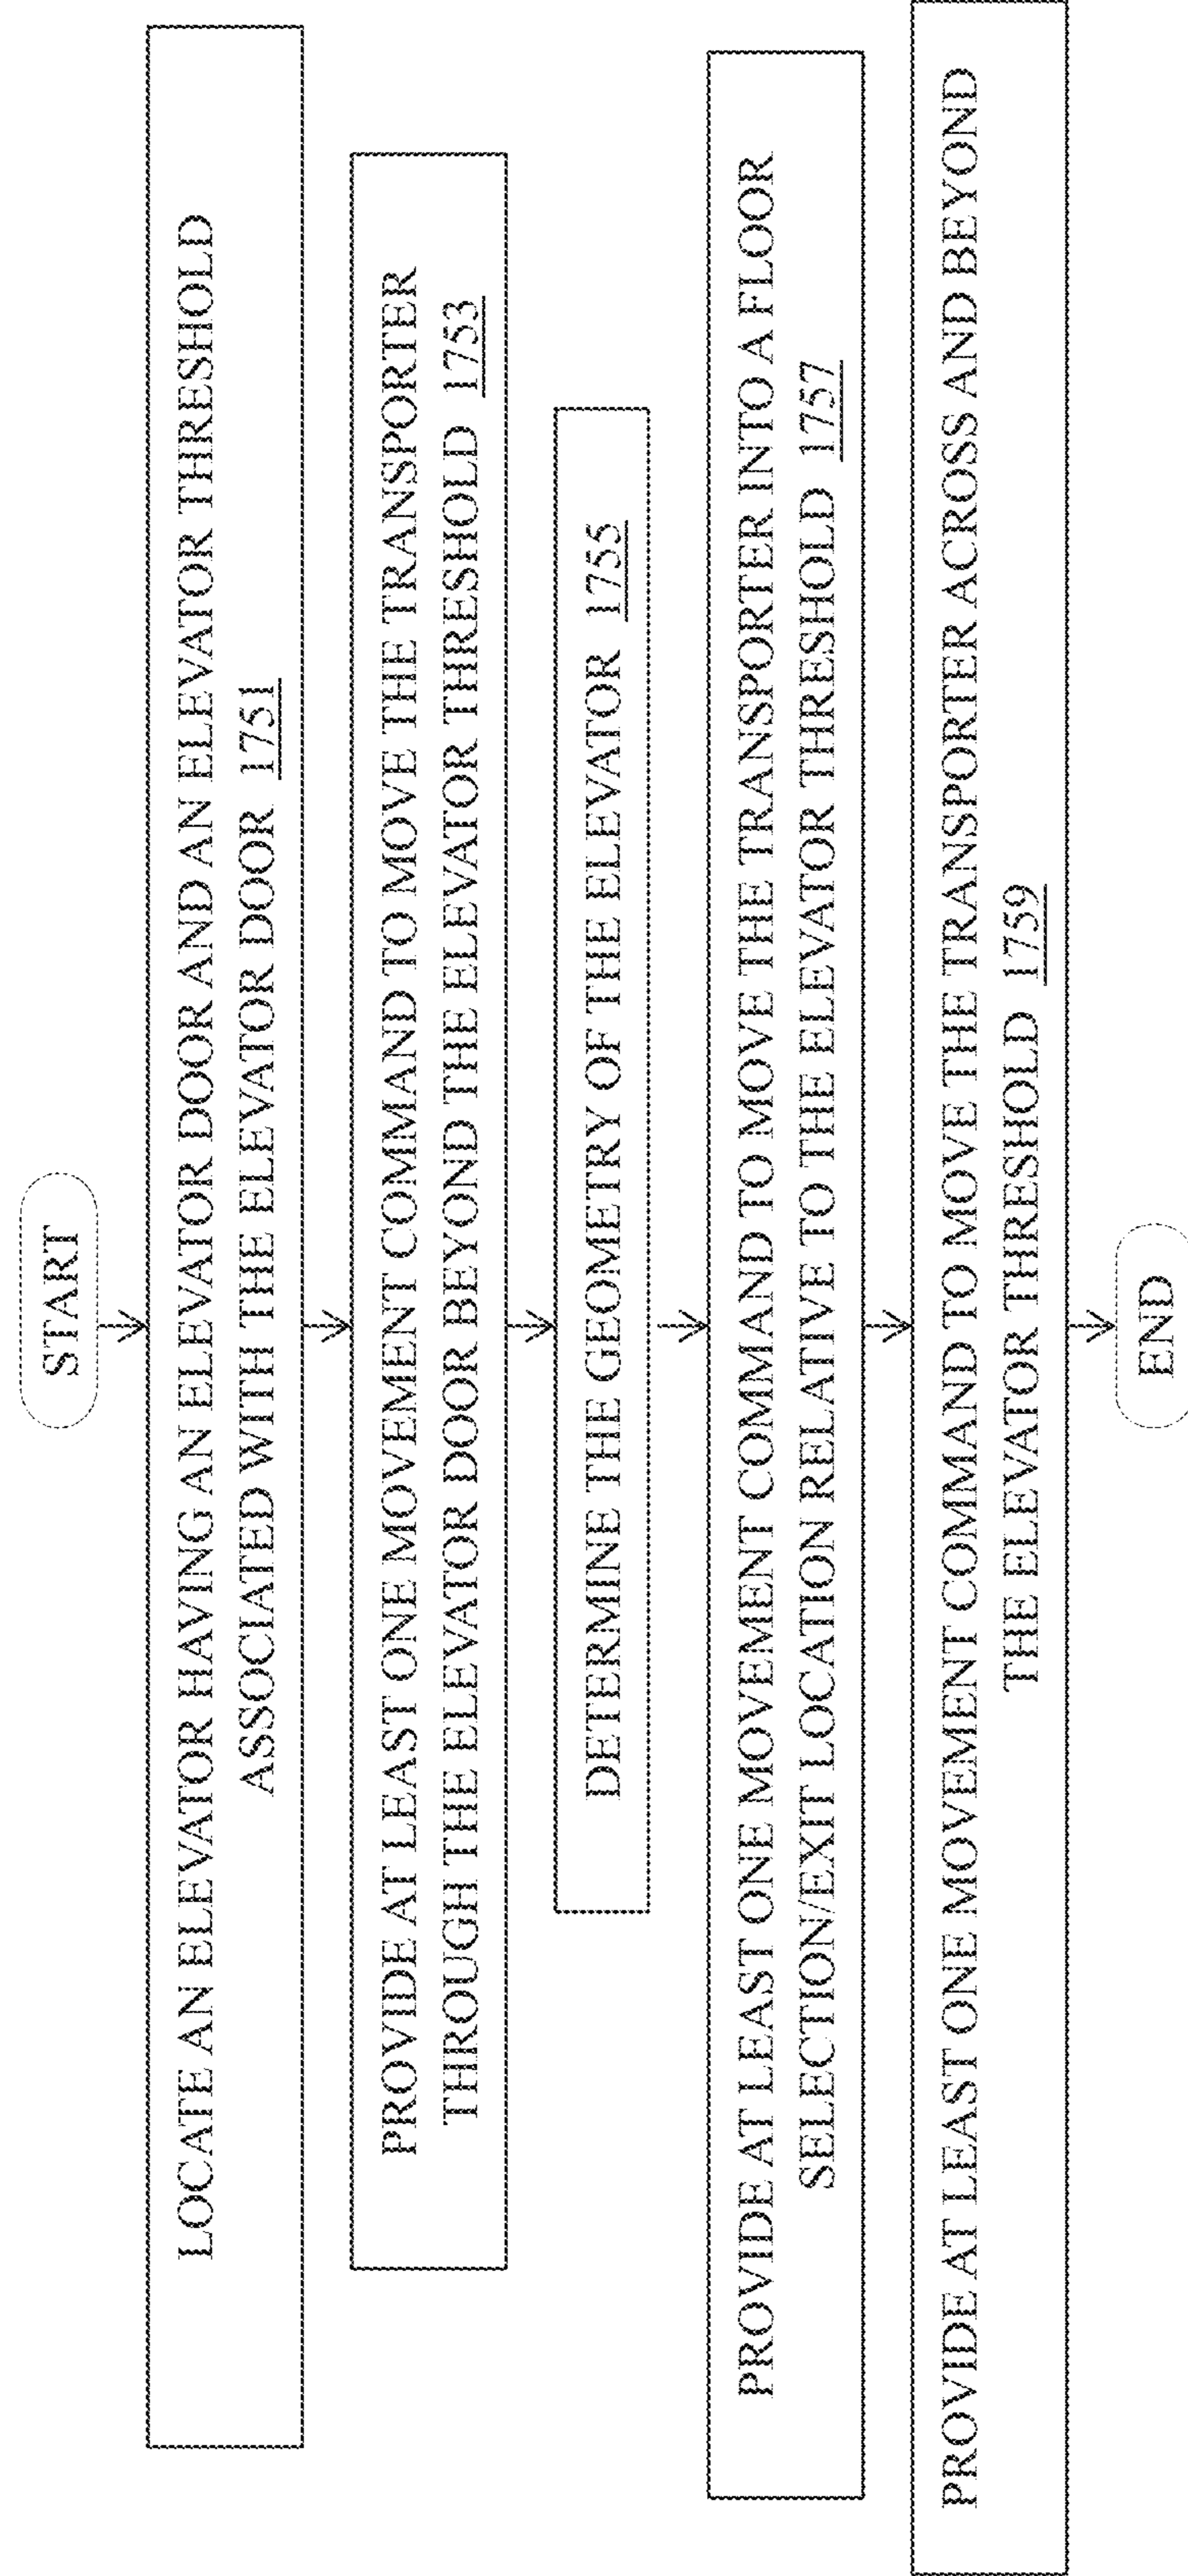 START
LOCATE AN ELEVATOR HAVING AN ELEVATOR DOOR AND AN ELEVATOR THRESHOLD
ASSOCIATED WITH THE ELEVATOR DOOR 1751
PROVIDE AT LEAST ONE MOVEMENT COMMAND TO MOVE THE TRANSPORTER
THROUGH THE ELEVATOR DOOR BEYOND THE ELEVATOR THRESHOLD 1753
DETERMINE THE GEOMETRY OF THE ELEVATOR 1755
PROVIDE AT LEAST ONE MOVEMENT COMMAND TO MOVE THE TRANSPORTER INTO A FLOOR
SELECTION/EXIT LOCATION RELATIVE TO THE ELEVATOR THRESHOLD 1757
PROVIDE AT LEAST ONE MOVEMENT COMMAND TO MOVE THE TRANSPORTER ACROSS AND BEYOND
THE ELEVATOR THRESHOLD 1759
END